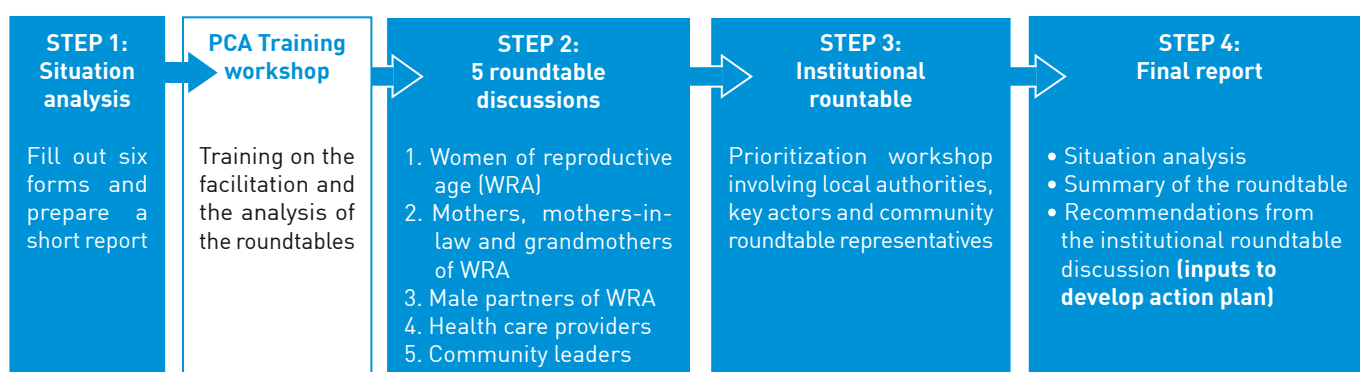 STEP 1:
Situation
analysis
Fill out six
forms and
prepare a
short report
PCA Training
workshop
Training on the
facilitation and
the analysis of
the roundtables
STEP 2:
5 roundtable
discussions
1. Women of reproductive
age (WRA)
2. Mothers, mothers-in-
law and grandmothers
of WRA
3. Male partners of WRA
4. Health care providers
5. Community leaders
STEP 3:
Institutional
rountable
Prioritization workshop
involving local authorities,
key actors and community
roundtable representatives
STEP 4:
Final report
• Situation analysis
• Summary of the roundtable
• Recommendations from
the institutional roundtable
discussion (inputs to
develop action plan)